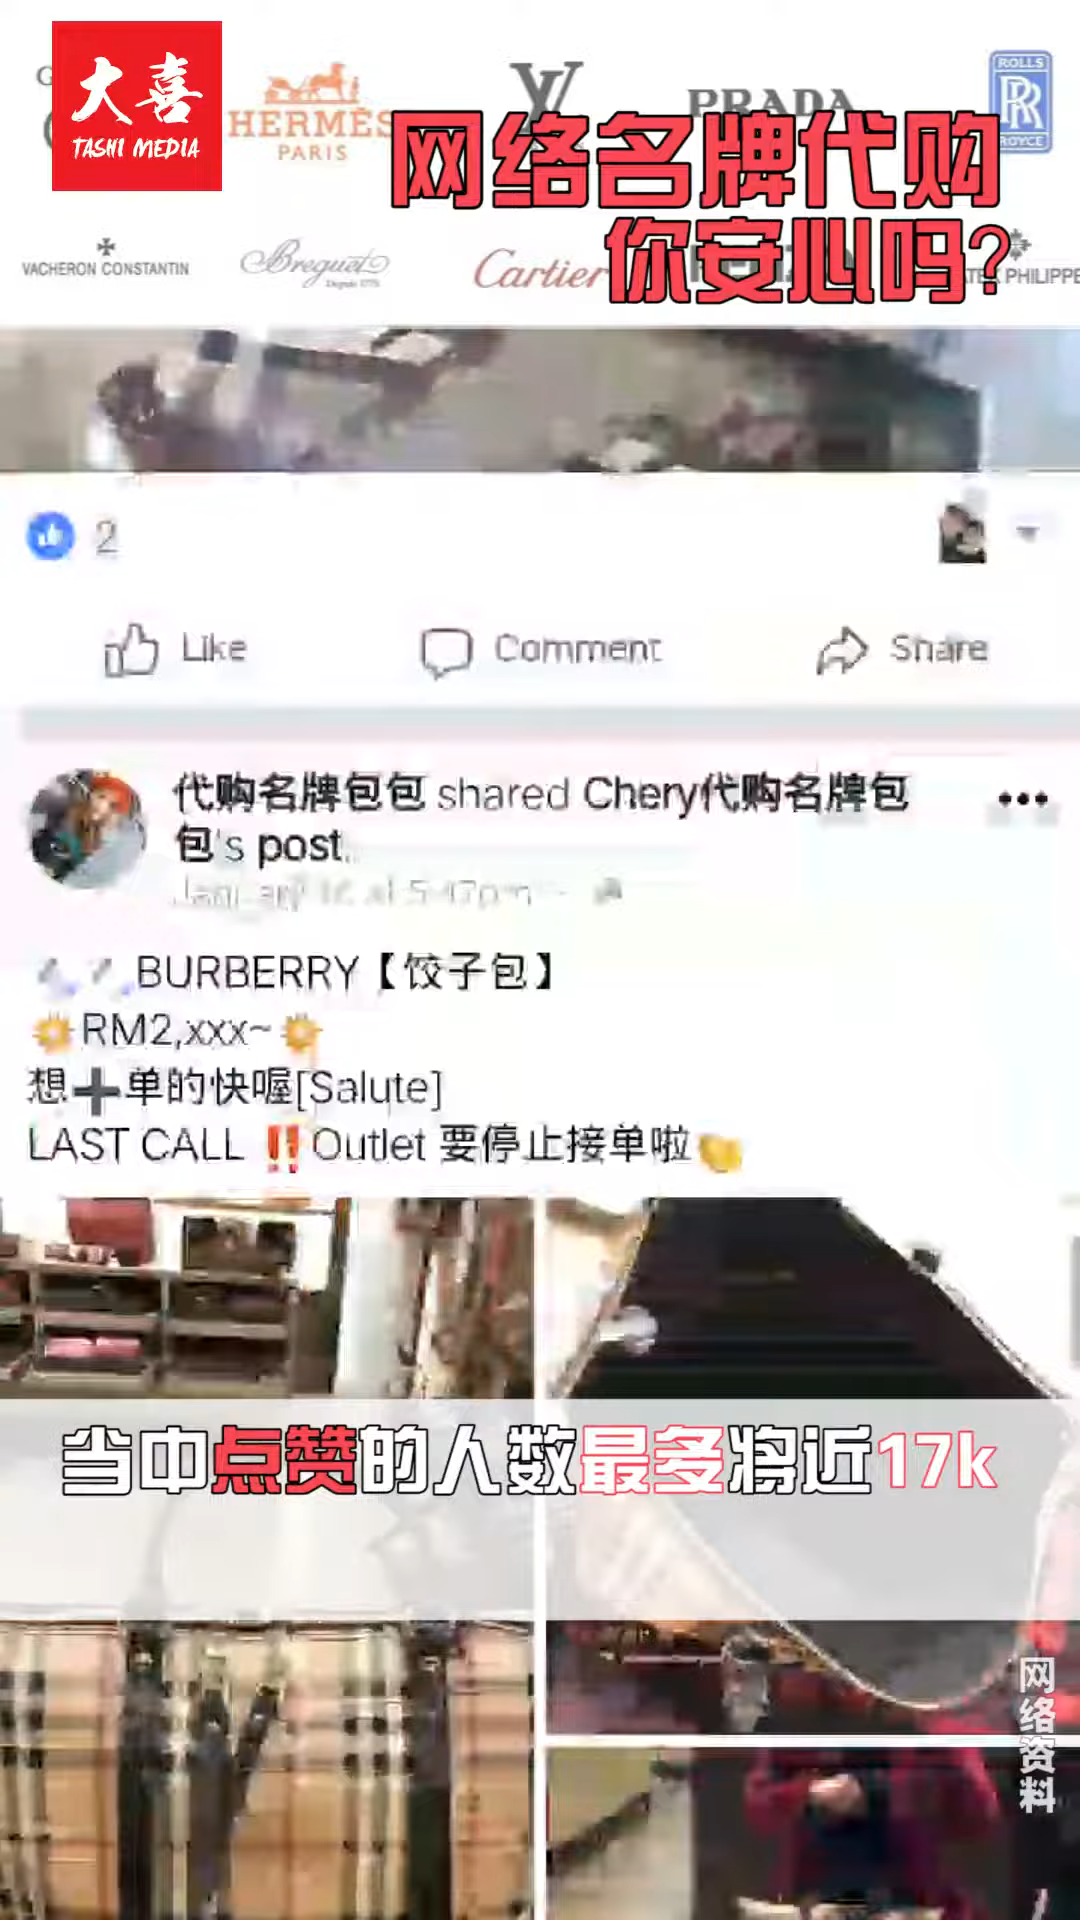 大喜
TASHI MEDIA
HERMÈS
PARIS
LV
PRADA
ROLLS
RR
ROYCE
网络名牌代购
你安心吗?
VACHERON CONSTANTIN
Breguet
Depuis 1775
Cartier
PHILIPPE
2
Like
Comment
Share
代购名牌包包 shared Chery代购名牌包
包's post.
BURBERRY【饺子包】
RM2,xxx~
想➕单的快喔[Salute]
LAST CALL ‼️Outlet 要停止接单啦
当中点赞的人数最多将近17k
网络资料